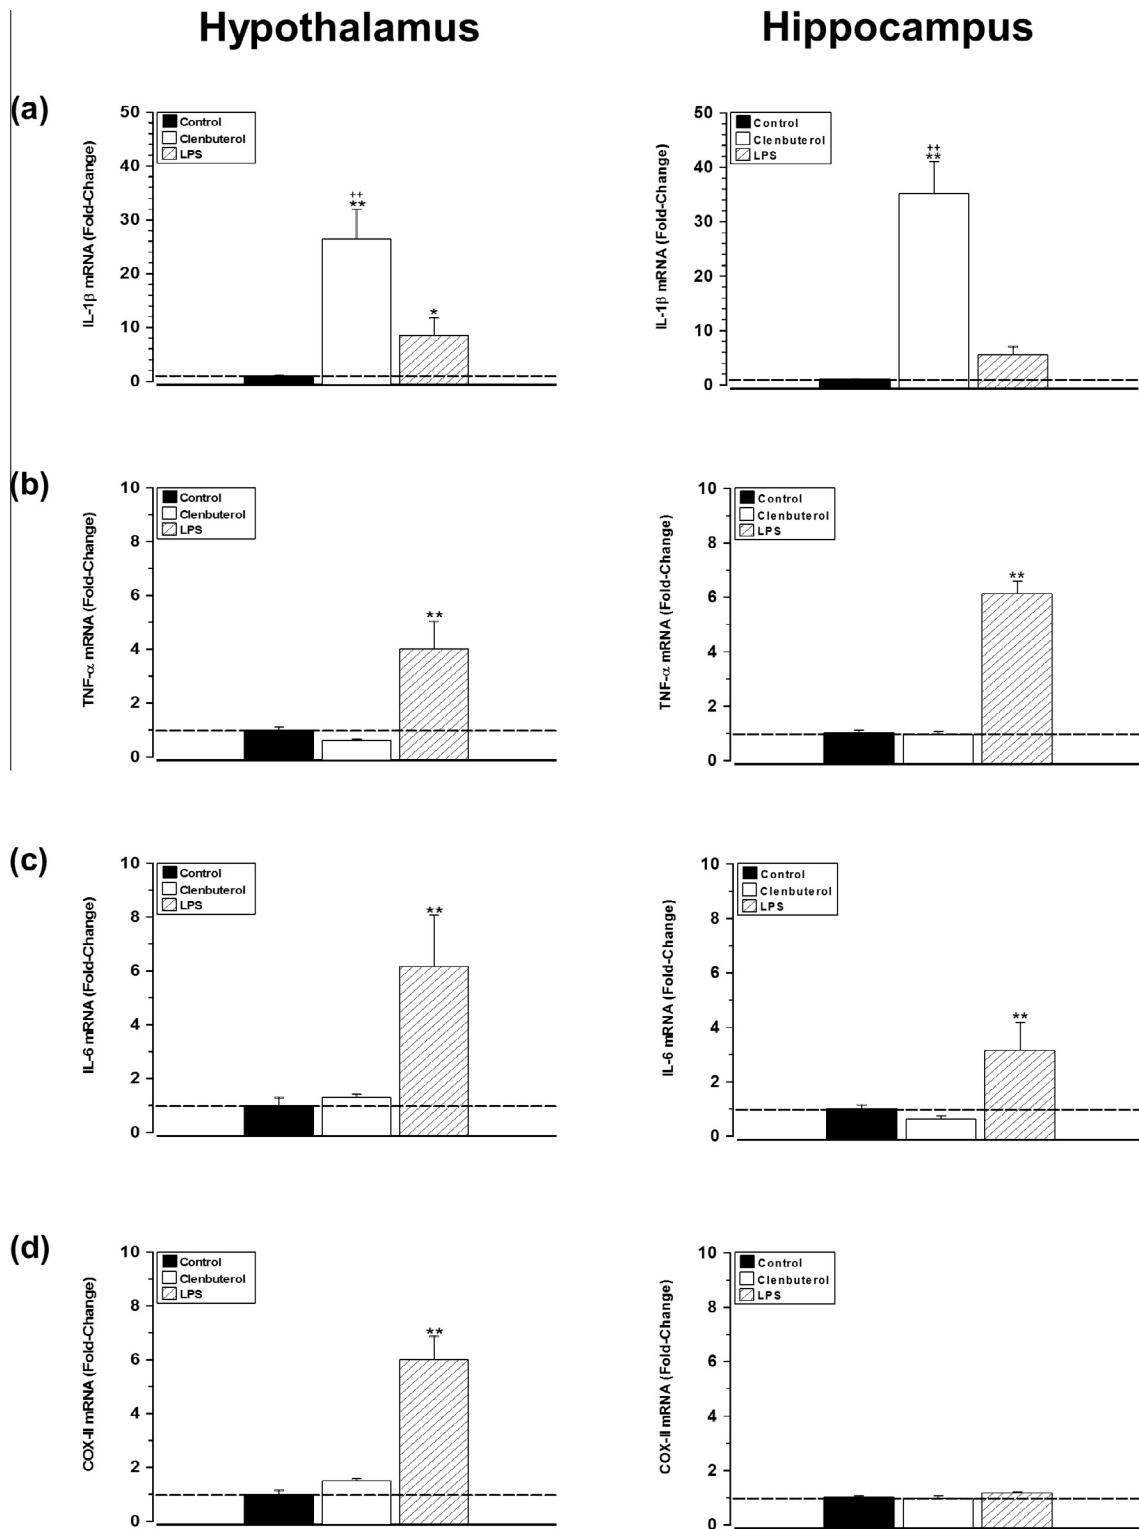 Hypothalamus
Hippocampus
(a)
IL-1β mRNA (Fold-Change)
50
40
30
20
10
0
Control
Clenbuterol
LPS
++
**
*
IL-1β mRNA (Fold-Change)
50
40
30
20
10
0
Control
Clenbuterol
LPS
++
**
(b)
TNF-α mRNA (Fold-Change)
10
8
6
4
2
0
Control
Clenbuterol
LPS
**
TNF-α mRNA (Fold-Change)
10
8
6
4
2
0
Control
Clenbuterol
LPS
**
(c)
IL-6 mRNA (Fold-Change)
10
8
6
4
2
0
Control
Clenbuterol
LPS
**
IL-6 mRNA (Fold-Change)
10
8
6
4
2
0
Control
Clenbuterol
LPS
**
(d)
COX-II mRNA (Fold-Change)
10
8
6
4
2
0
Control
Clenbuterol
LPS
**
COX-II mRNA (Fold-Change)
10
8
6
4
2
0
Control
Clenbuterol
LPS